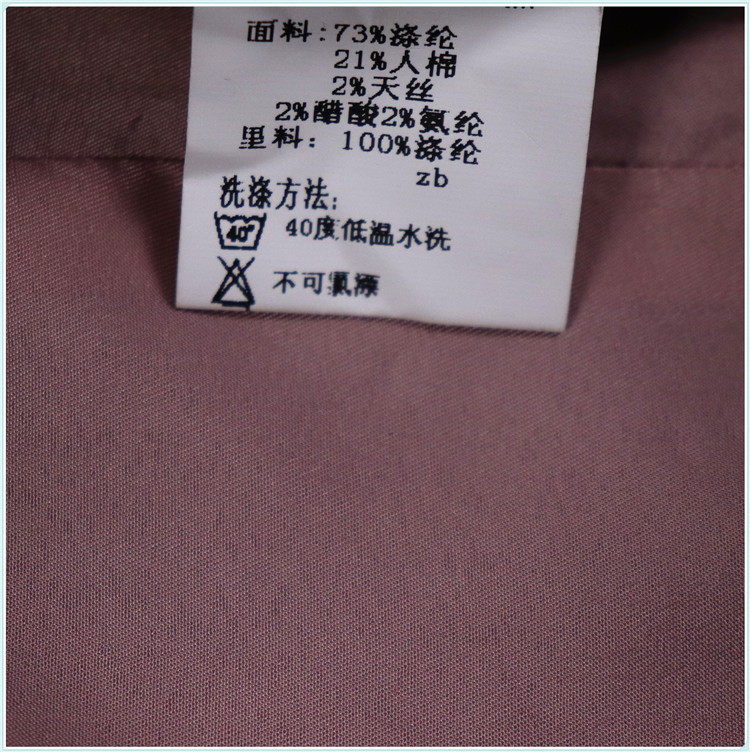 面料:73%涤纶
21%人棉
2%天丝
2%醋酸2%氨纶
里料: 100%涤纶
zb
洗涤方法:
40° 40度低温水洗
不可氯漂